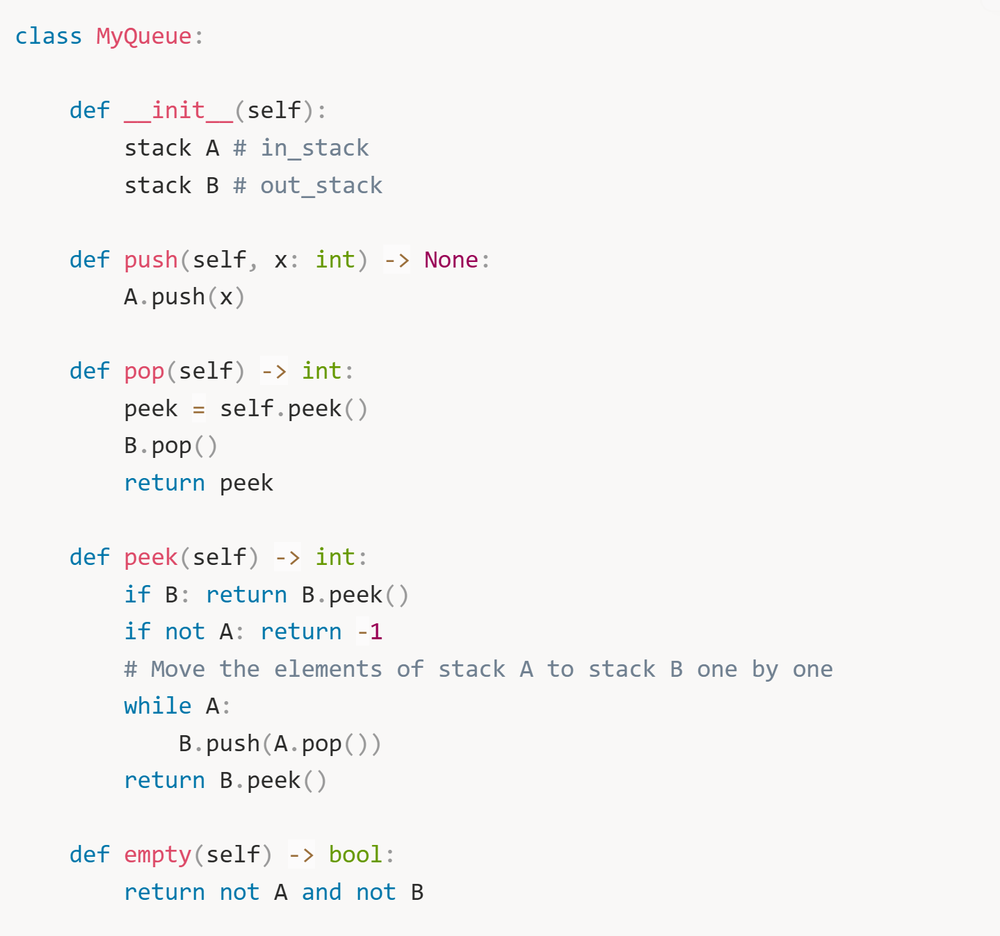 class MyQueue:
    def __init__(self):
        stack A # in_stack
        stack B # out_stack
    def push(self, x: int) -> None:
        A.push(x)
    def pop(self) -> int:
        peek = self.peek()
        B.pop()
        return peek
    def peek(self) -> int:
        if B: return B.peek()
        if not A: return -1
        # Move the elements of stack A to stack B one by one
        while A:
            B.push(A.pop())
        return B.peek()
    def empty(self) -> bool:
        return not A and not B